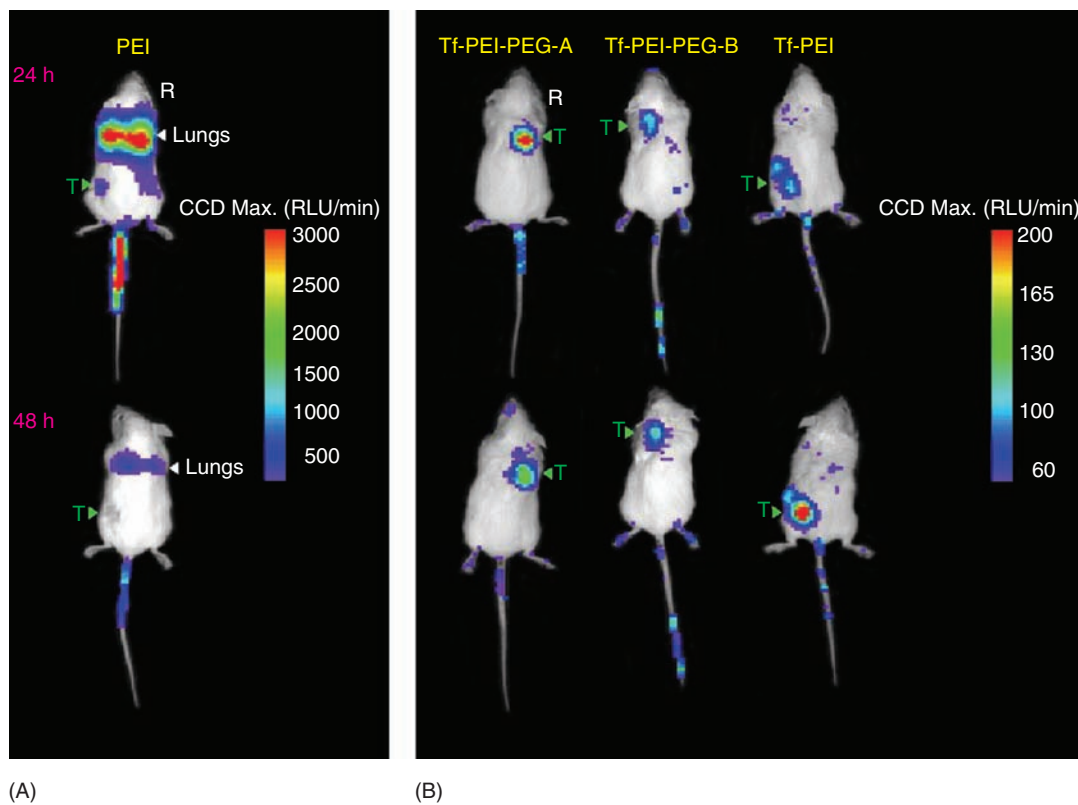 PEI
24 h
R
Lungs
T
CCD Max. (RLU/min)
3000
2500
2000
1500
1000
500
48 h
Lungs
T
(A)
Tf-PEI-PEG-A Tf-PEI-PEG-B Tf-PEI
R
T
T
T
CCD Max. (RLU/min)
200
165
130
100
60
T
T
T
(B)